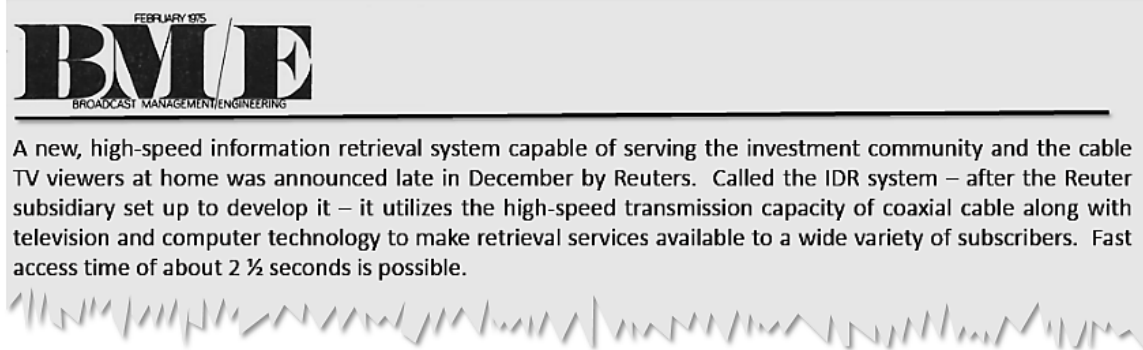 FEBRUARY 1975
BM/E
BROADCAST MANAGEMENT/ENGINEERING
A new, high-speed information retrieval system capable of serving the investment community and the cable
TV viewers at home was announced late in December by Reuters.  Called the IDR system – after the Reuter
subsidiary set up to develop it – it utilizes the high-speed transmission capacity of coaxial cable along with
television and computer technology to make retrieval services available to a wide variety of subscribers.  Fast
access time of about 2 ½ seconds is possible.